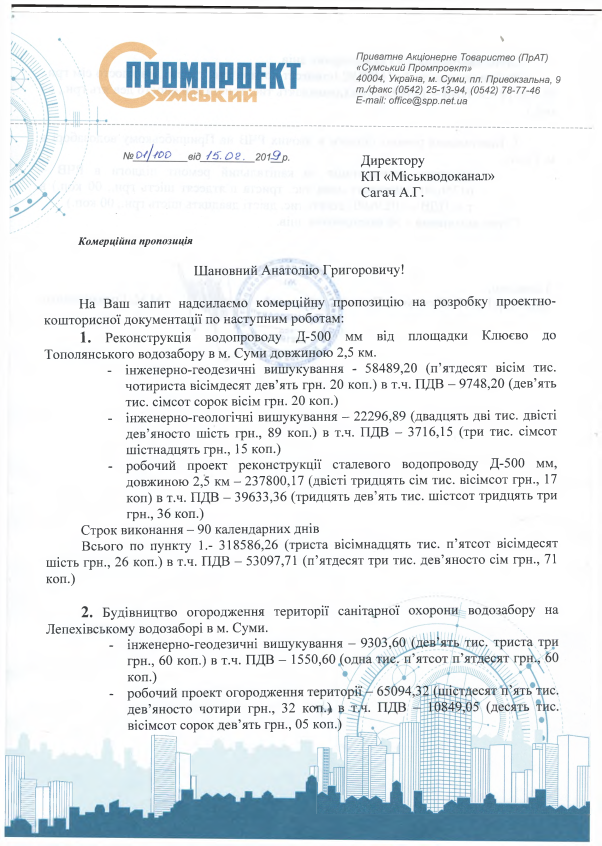 ПРОМПРОЕКТ
СУМСЬКИЙ
Приватне Акціонерне Товариство (ПрАТ)
«Сумський Промпроект»
40004, Україна, м. Суми, пл. Привокзальна, 9
т./факс (0542) 25-13-94, (0542) 78-77-46
E-mail: office@spp.net.ua
№01/100 від 15.02. 2019р.
Директору
КП «Міськводоканал»
Сагач А.Г.
Комерційна пропозиція
Шановний Анатолію Григоровичу!
На Ваш запит надсилаємо комерційну пропозицію на розробку проектно-
кошторисної документації по наступним роботам:
1. Реконструкція водопроводу Д-500 мм від площадки Клюєво до
Тополянського водозабору в м. Суми довжиною 2,5 км.
- інженерно-геодезичні вишукування - 58489,20 (п’ятдесят вісім тис.
чотириста вісімдесят дев’ять грн. 20 коп.) в т.ч. ПДВ – 9748,20 (дев’ять
тис. сімсот сорок вісім грн. 20 коп.)
- інженерно-геологічні вишукування – 22296,89 (двадцять дві тис. двісті
дев’яносто шість грн., 89 коп.) в т.ч. ПДВ – 3716,15 (три тис. сімсот
шістнадцять грн., 15 коп.)
- робочий проект реконструкції сталевого водопроводу Д-500 мм,
довжиною 2,5 км – 237800,17 (двісті тридцять сім тис. вісімсот грн., 17
коп) в т.ч. ПДВ – 39633,36 (тридцять дев’ять тис. шістсот тридцять три
грн., 36 коп.)
Строк виконання – 90 календарних днів
Всього по пункту 1.- 318586,26 (триста вісімнадцять тис. п’ятсот вісімдесят
шість грн., 26 коп.) в т.ч. ПДВ – 53097,71 (п’ятдесят три тис. дев’яносто сім грн., 71
коп.)
2. Будівництво огородження території санітарної охорони водозабору на
Лепехівському водозаборі в м. Суми.
- інженерно-геодезичні вишукування – 9303,60 (дев’ять тис. триста три
грн., 60 коп.) в т.ч. ПДВ – 1550,60 (одна тис. п’ятсот п’ятдесят грн., 60
коп.)
- робочий проект огородження території – 65094,32 (шістдесят п’ять тис.
дев’яносто чотири грн., 32 коп.) в т.ч. ПДВ – 10849,05 (десять тис.
вісімсот сорок дев’ять грн., 05 коп.)